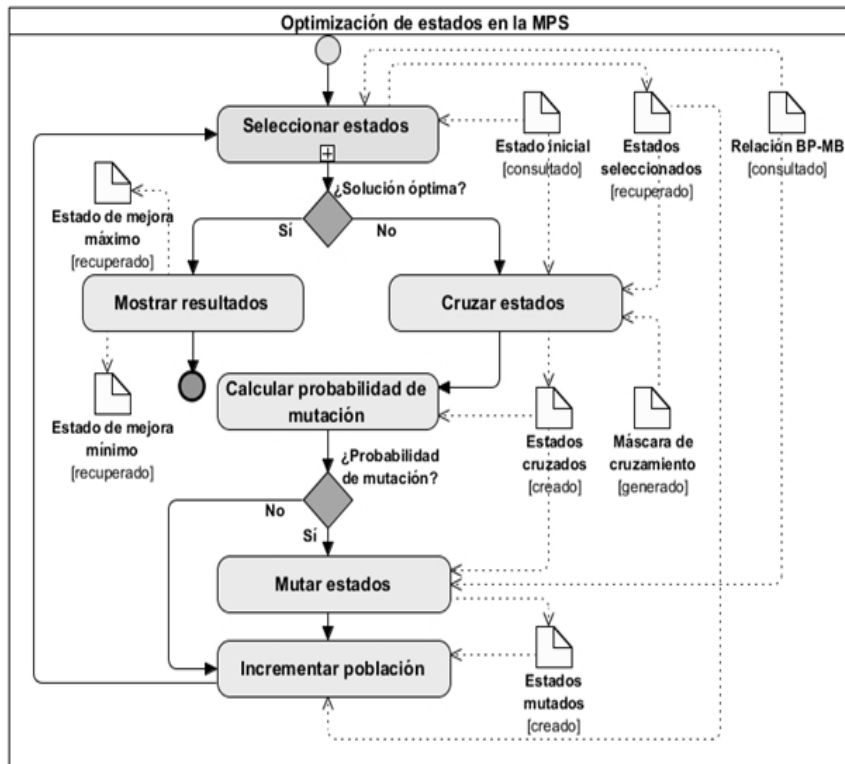 Optimización de estados en la MPS
Seleccionar estados
Estado inicial
[consultado]
Estados
seleccionados
[recuperado]
Relación BP-MB
[consultado]
¿Solución óptima?
Sí
No
Estado de mejora
máximo
[recuperado]
Mostrar resultados
Cruzar estados
Estado de mejora
mínimo
[recuperado]
Calcular probabilidad de
mutación
Estados
cruzados
[creado]
Máscara de
cruzamiento
[generado]
¿Probabilidad
de mutación?
No
Sí
Mutar estados
Incrementar población
Estados
mutados
[creado]